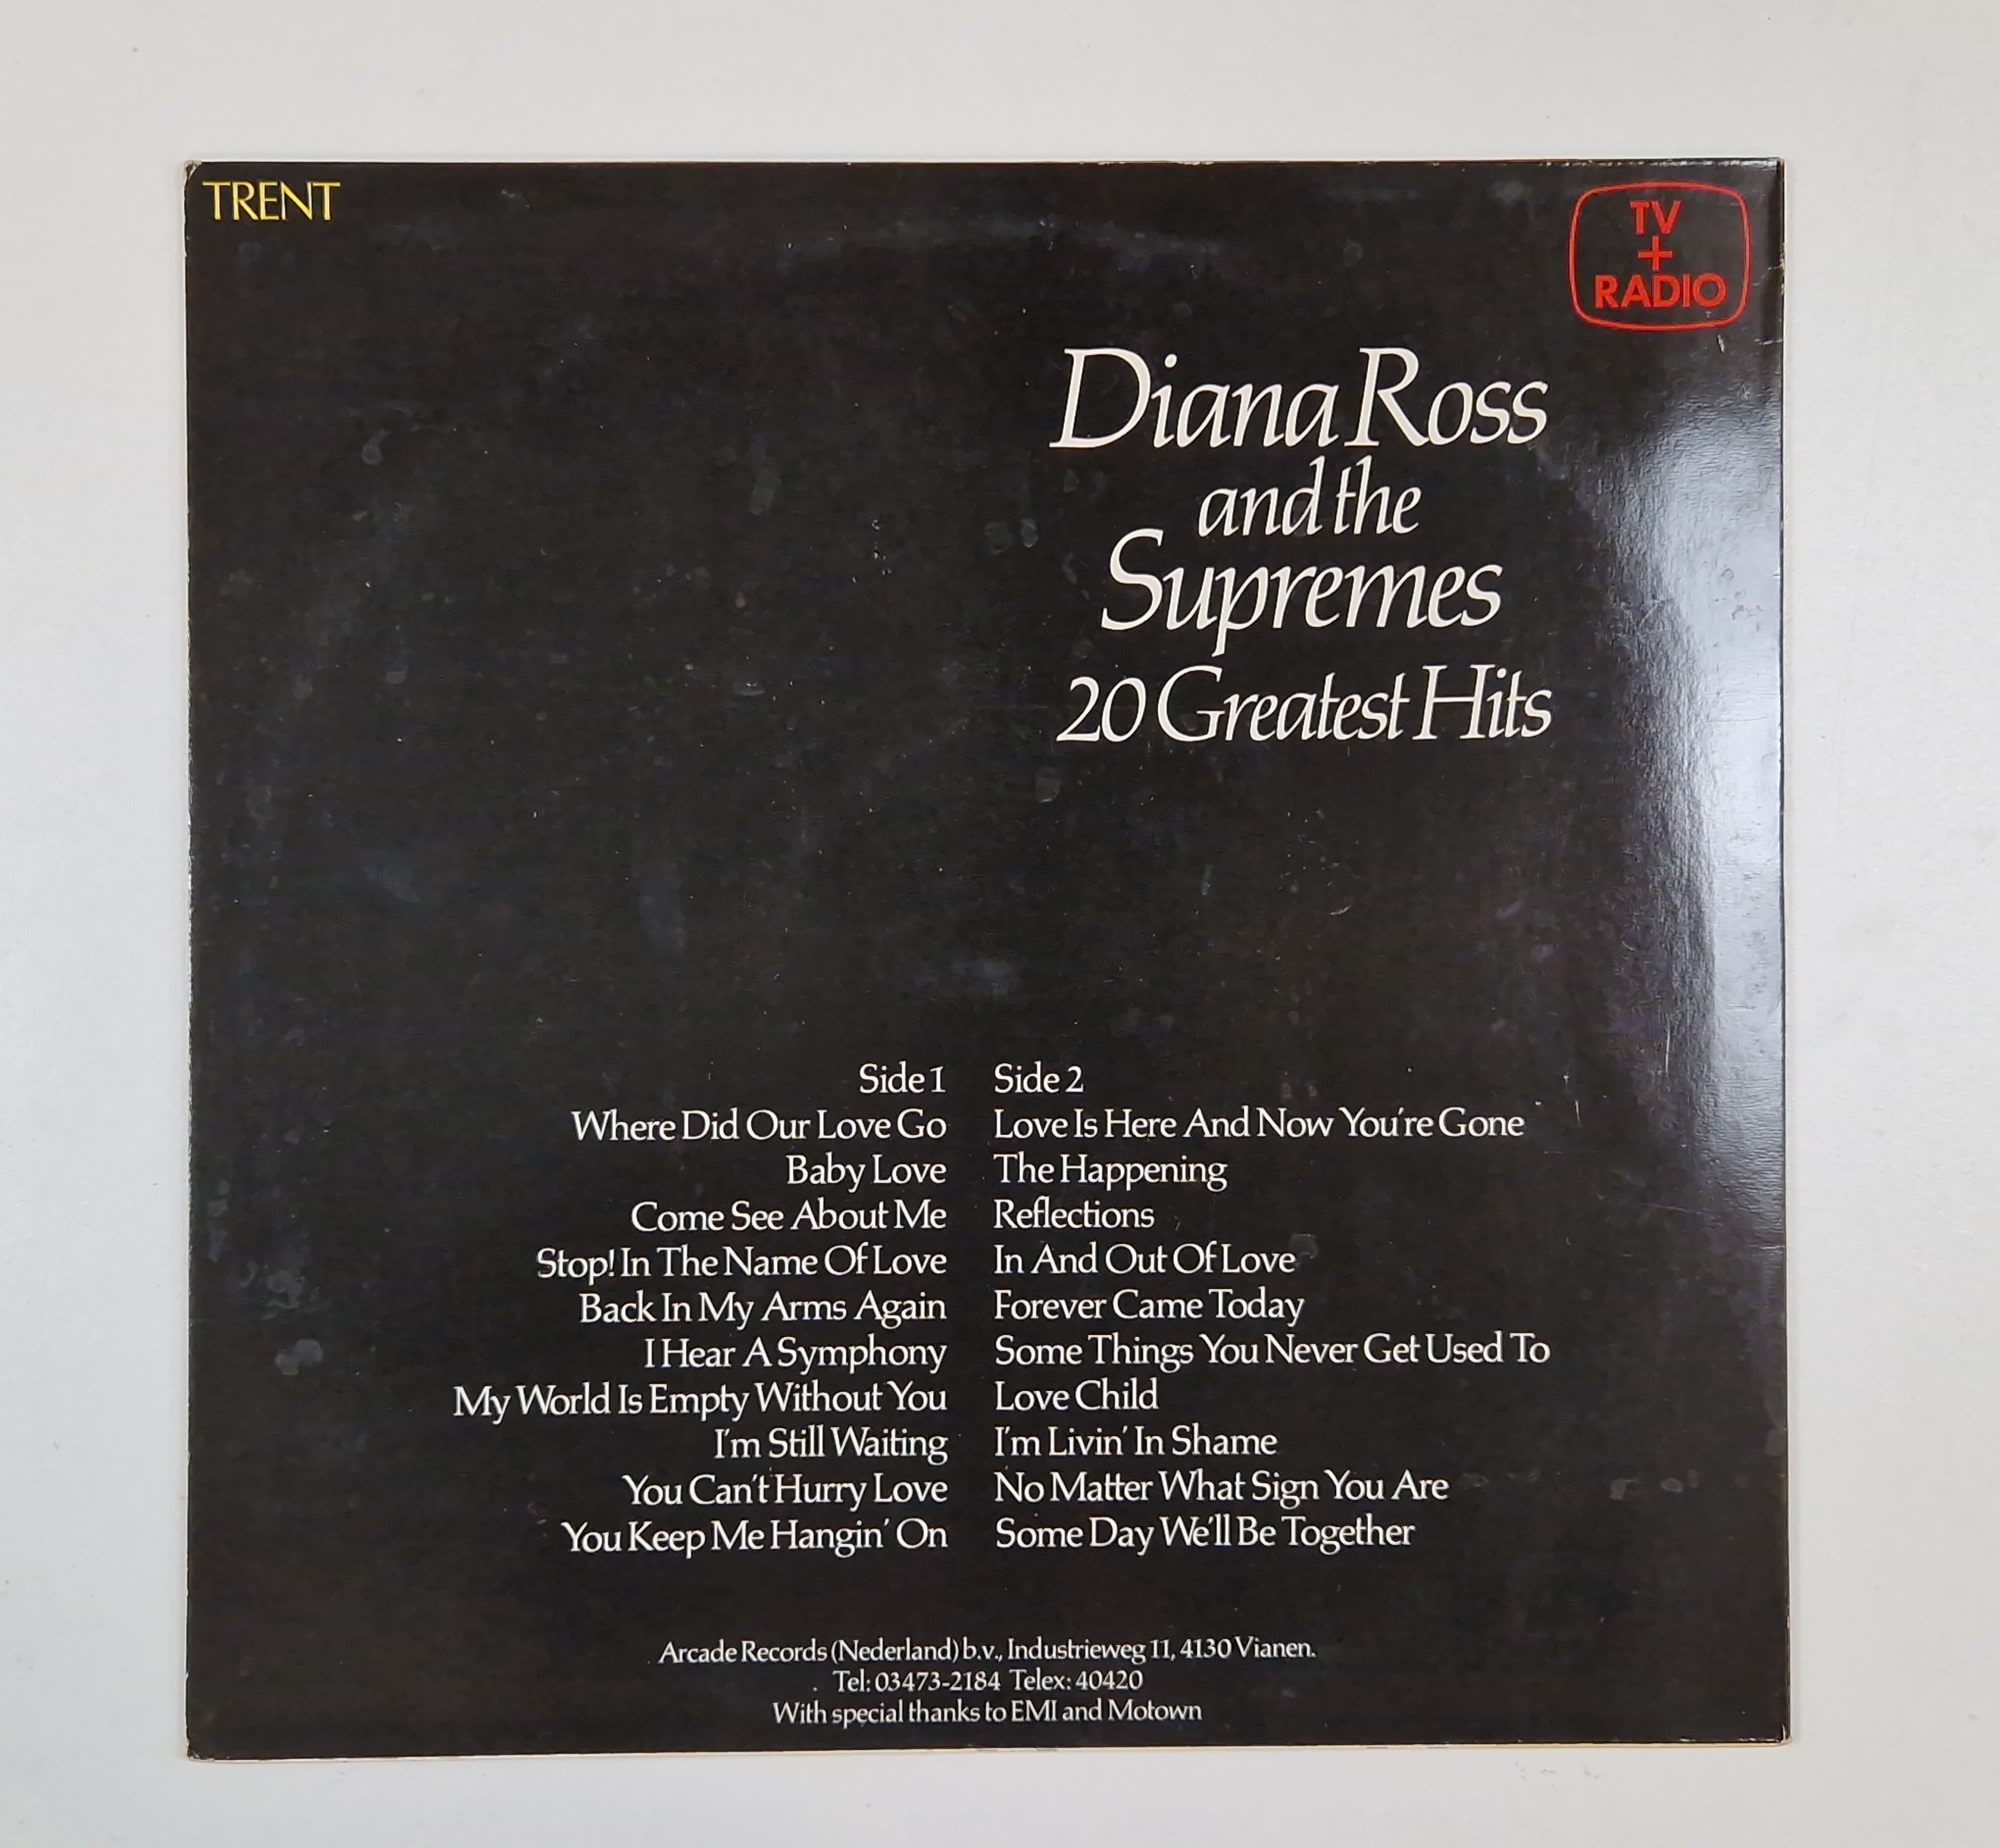 TRENT
TV
+
RADIO
Diana Ross
and the
Supremes
20 Greatest Hits
Side 1
Where Did Our Love Go
Baby Love
Come See About Me
Stop! In The Name Of Love
Back In My Arms Again
I Hear A Symphony
My World Is Empty Without You
I'm Still Waiting
You Can't Hurry Love
You Keep Me Hangin' On
Side 2
Love Is Here And Now You're Gone
The Happening
Reflections
In And Out Of Love
Forever Came Today
Some Things You Never Get Used To
Love Child
I'm Livin' In Shame
No Matter What Sign You Are
Some Day We'll Be Together
Arcade Records (Nederland) b.v., Industrieweg 11, 4130 Vianen.
Tel: 03473-2184 Telex: 40420
With special thanks to EMI and Motown